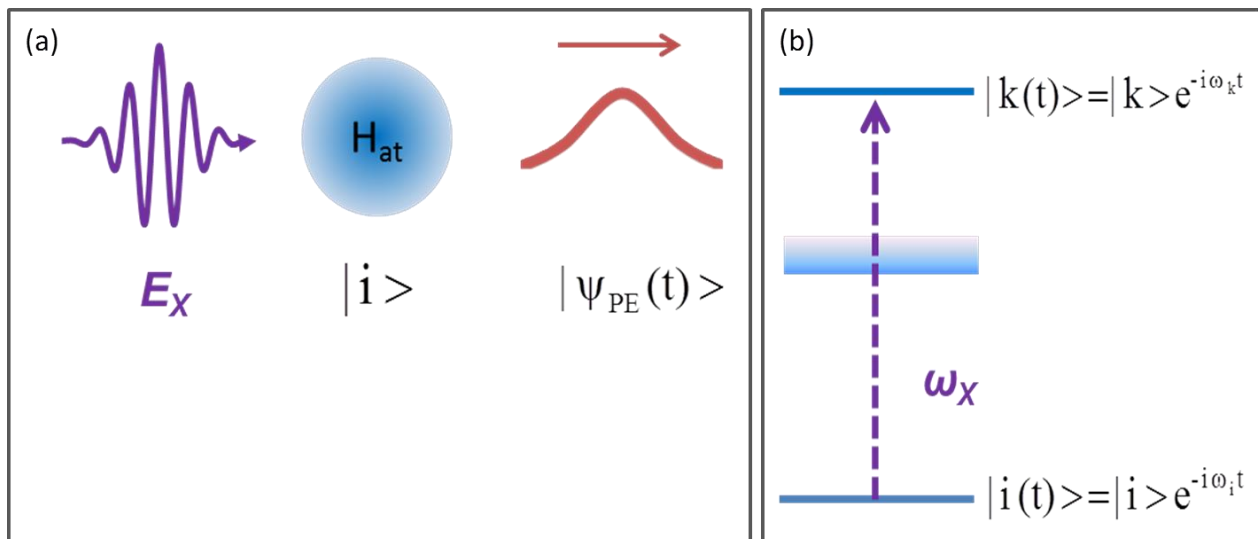 (a)
H_at
E_X
|i>
|ψ_PE(t)>
(b)
|k(t)>=|k>e^{-iω_k t}
ω_X
|i(t)>=|i>e^{-iω_i t}